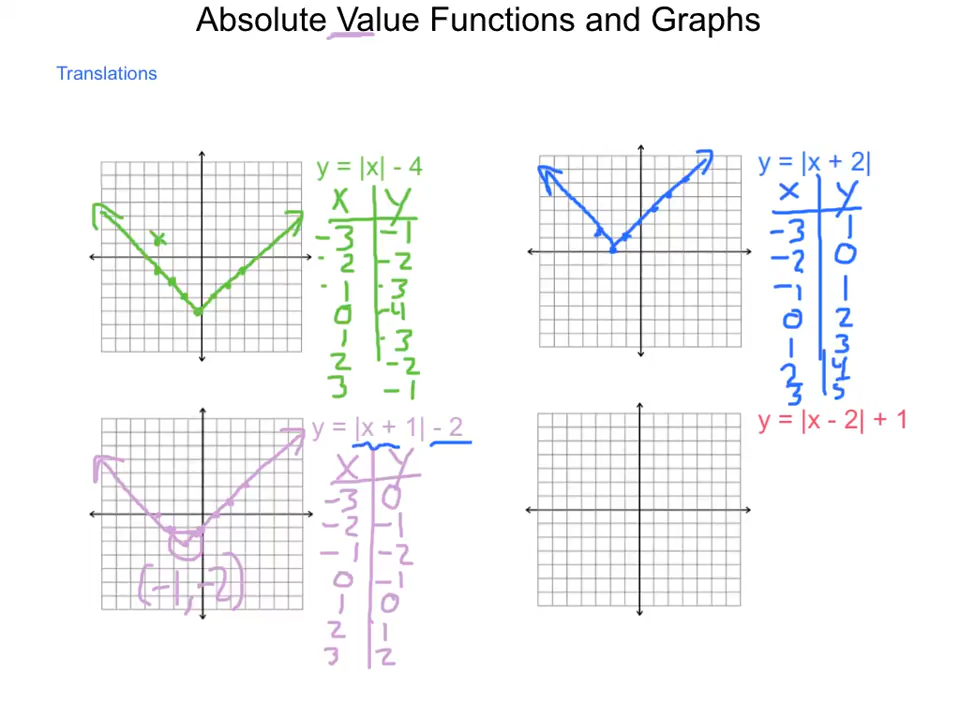 Absolute Value Functions and Graphs
Translations
y = |x| - 4
X Y
-3 -1
-2 -2
-1 -3
0 -4
1 -3
2 -2
3 -1
y = |x + 2|
X Y
-3 1
-2 0
-1 1
0 2
1 3
2 4
3 5
y = |x + 1| - 2
X Y
-3 0
-2 -1
-1 -2
0 -1
1 0
2 1
3 2
(-1, -2)
y = |x - 2| + 1